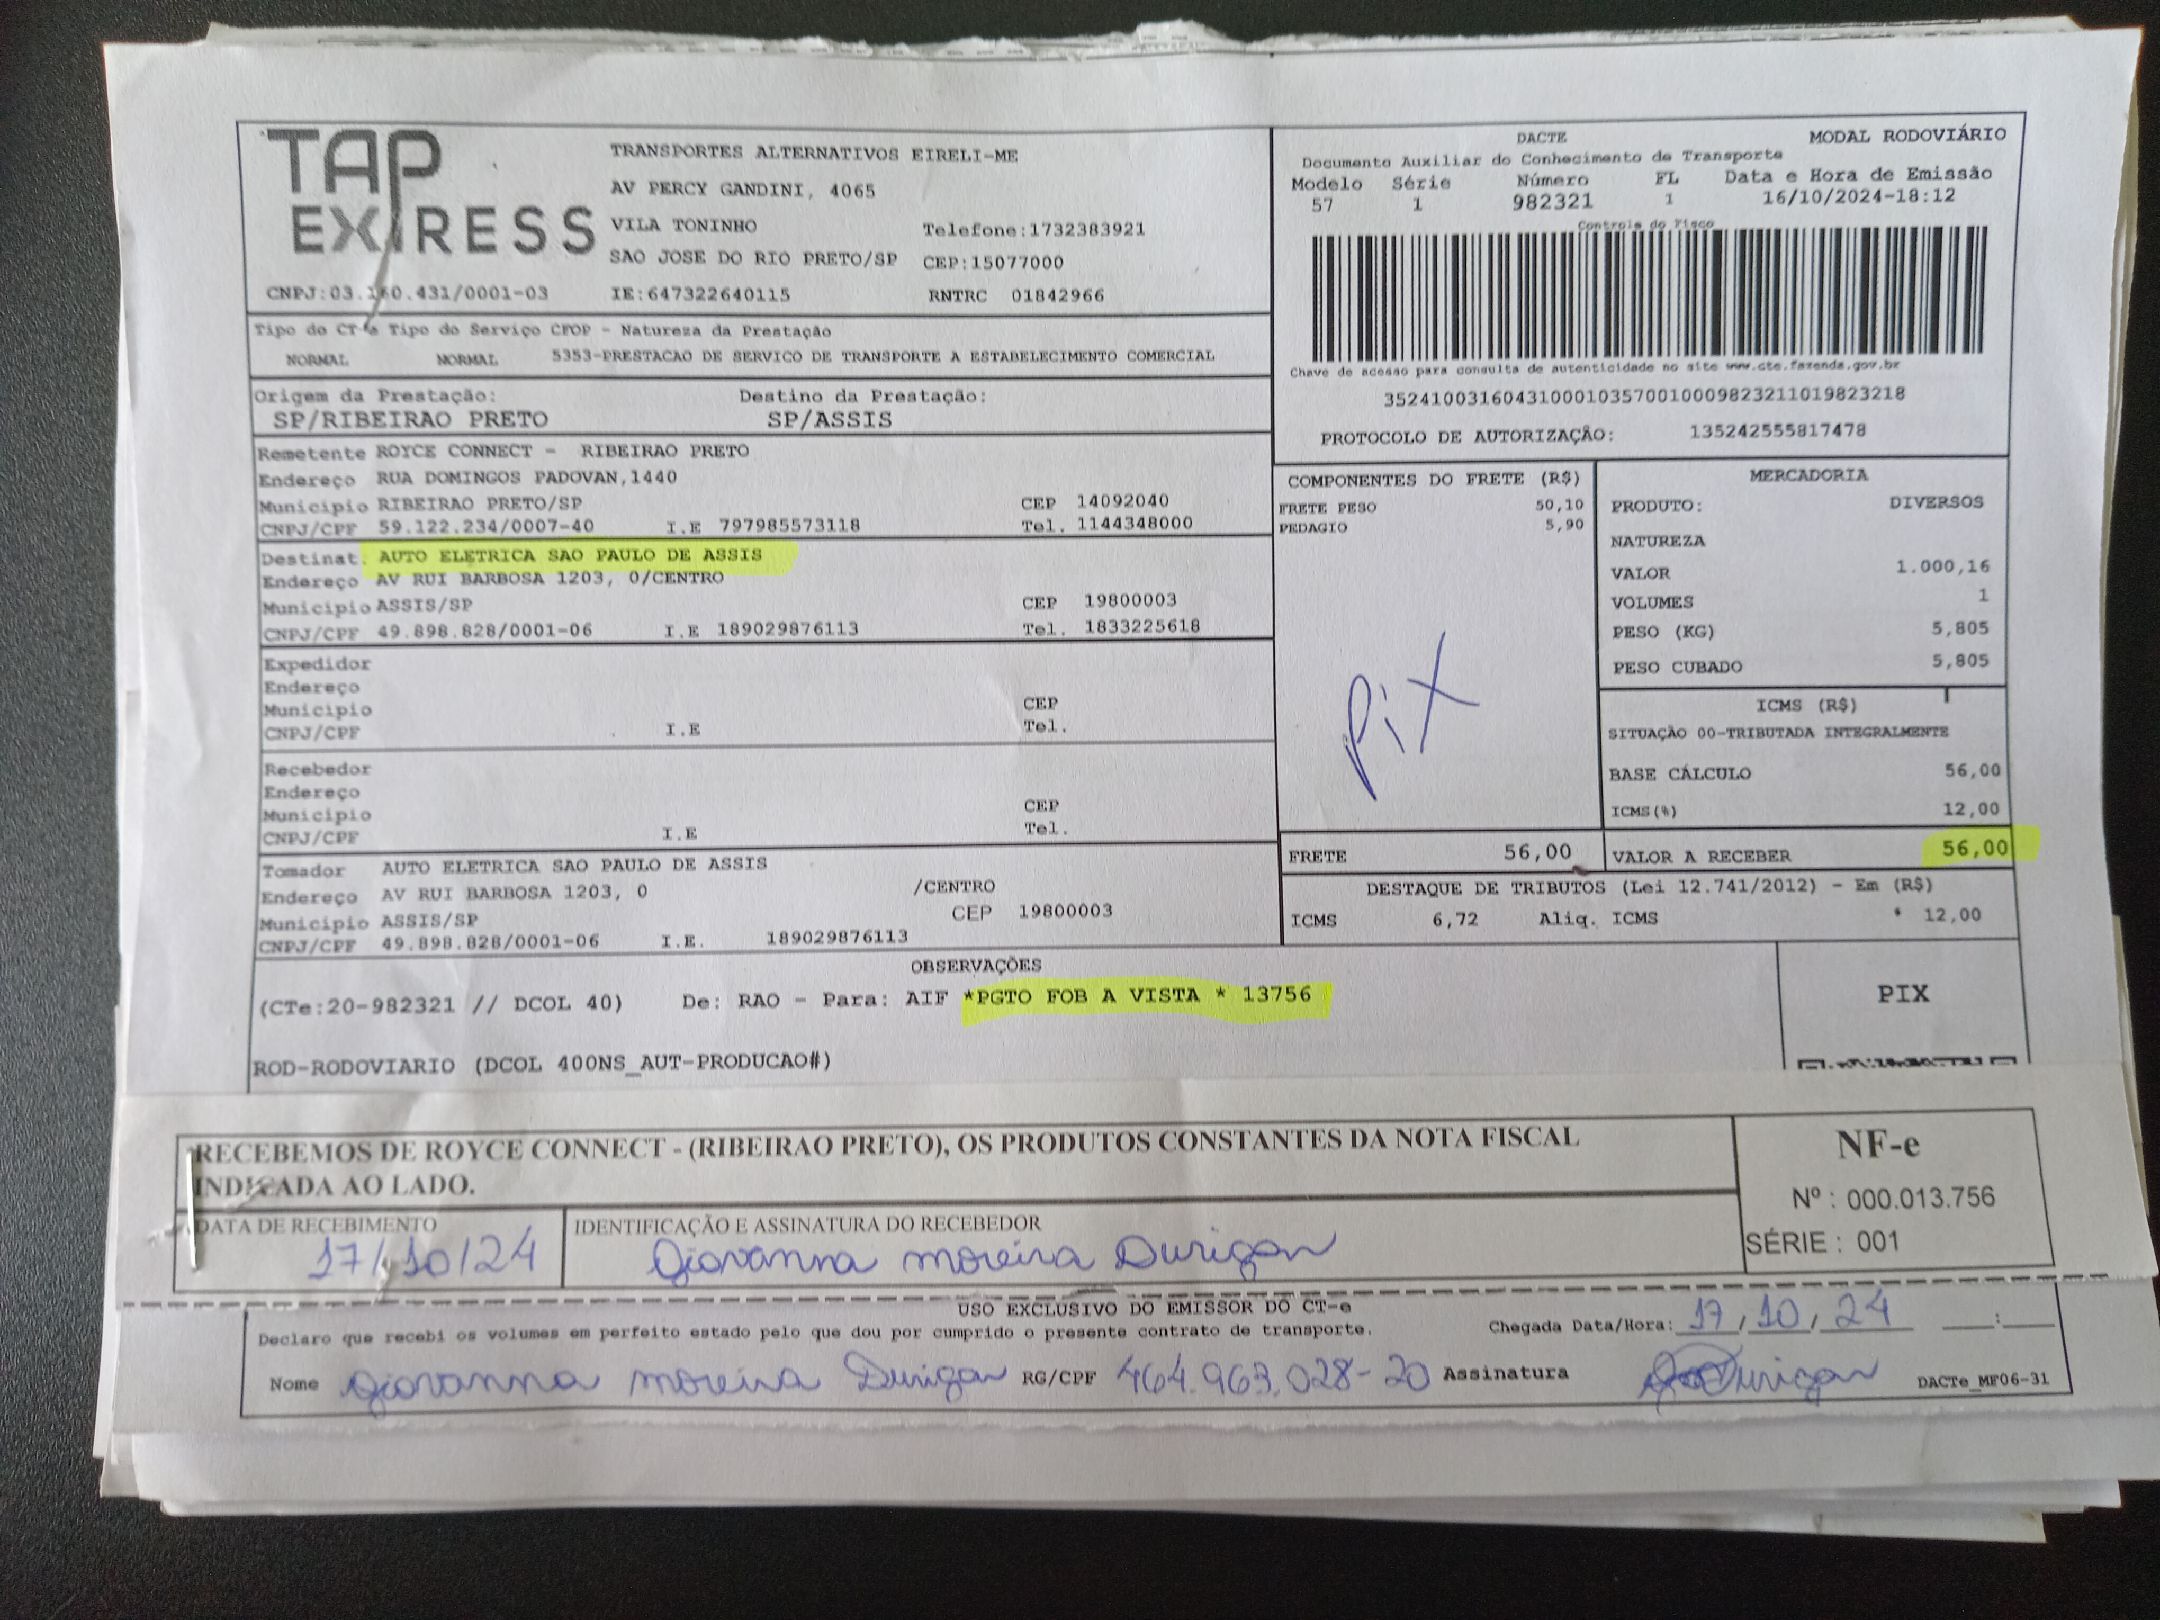 TAP EXPRESS
TRANSPORTES ALTERNATIVOS EIRELI-ME
AV PERCY GANDINI, 4065
VILA TONINHO Telefone:1732383921
SAO JOSE DO RIO PRETO/SP CEP:15077000
CNPJ:03.160.431/0001-03 IE:647322640115 RNTRC 01842966
DACTE MODAL RODOVIÁRIO
Documento Auxiliar do Conhecimento de Transporte
Modelo Série Número FL Data e Hora de Emissão
57 1 982321 1 16/10/2024-18:12
Controle do Fisco
Chave de acesso para consulta de autenticidade no site www.cte.fazenda.gov.br
35241003160431000103570010009823211019823218
PROTOCOLO DE AUTORIZAÇÃO: 135242555817478
Tipo do CT-e Tipo do Serviço CFOP - Natureza da Prestação
NORMAL NORMAL 5353-PRESTACAO DE SERVICO DE TRANSPORTE A ESTABELECIMENTO COMERCIAL
Origem da Prestação: Destino da Prestação:
SP/RIBEIRAO PRETO SP/ASSIS
Remetente ROYCE CONNECT - RIBEIRAO PRETO
Endereço RUA DOMINGOS PADOVAN,1440
Município RIBEIRAO PRETO/SP CEP 14092040
CNPJ/CPF 59.122.234/0007-40 I.E 797985573118 Tel. 1144348000
Destinat. AUTO ELETRICA SAO PAULO DE ASSIS
Endereço AV RUI BARBOSA 1203, 0/CENTRO
Município ASSIS/SP CEP 19800003
CNPJ/CPF 49.898.828/0001-06 I.E 189029876113 Tel. 1833225618
Expedidor
Endereço
Município CEP
CNPJ/CPF I.E Tel.
Recebedor
Endereço
Município CEP
CNPJ/CPF I.E Tel.
Tomador AUTO ELETRICA SAO PAULO DE ASSIS
Endereço AV RUI BARBOSA 1203, 0 /CENTRO
Município ASSIS/SP CEP 19800003
CNPJ/CPF 49.898.828/0001-06 I.E. 189029876113
COMPONENTES DO FRETE (R$)
FRETE PESO 50,10
PEDAGIO 5,90
PIX
FRETE 56,00
MERCADORIA
PRODUTO: DIVERSOS
NATUREZA
VALOR 1.000,16
VOLUMES 1
PESO (KG) 5,805
PESO CUBADO 5,805
ICMS (R$)
SITUAÇÃO 00-TRIBUTADA INTEGRALMENTE
BASE CÁLCULO 56,00
ICMS(%) 12,00
VALOR A RECEBER 56,00
DESTAQUE DE TRIBUTOS (Lei 12.741/2012) - Em (R$)
ICMS 6,72 Aliq. ICMS * 12,00
OBSERVAÇÕES
(CTe:20-982321 // DCOL 40) De: RAO - Para: AIF *PGTO FOB A VISTA * 13756
ROD-RODOVIARIO (DCOL 400NS_AUT-PRODUCAO#)
PIX
RECEBEMOS DE ROYCE CONNECT - (RIBEIRAO PRETO), OS PRODUTOS CONSTANTES DA NOTA FISCAL
INDICADA AO LADO.
DATA DE RECEBIMENTO IDENTIFICAÇÃO E ASSINATURA DO RECEBEDOR
17/10/24 Giovanna Moreira Durigan
NF-e
Nº : 000.013.756
SÉRIE : 001
USO EXCLUSIVO DO EMISSOR DO CT-e
Declaro que recebi os volumes em perfeito estado pelo que dou por cumprido o presente contrato de transporte. Chegada Data/Hora: 17/10/24 :
Nome Giovanna Moreira Durigan RG/CPF 464.963.028-20 Assinatura Durigan DACTe_MF06-31